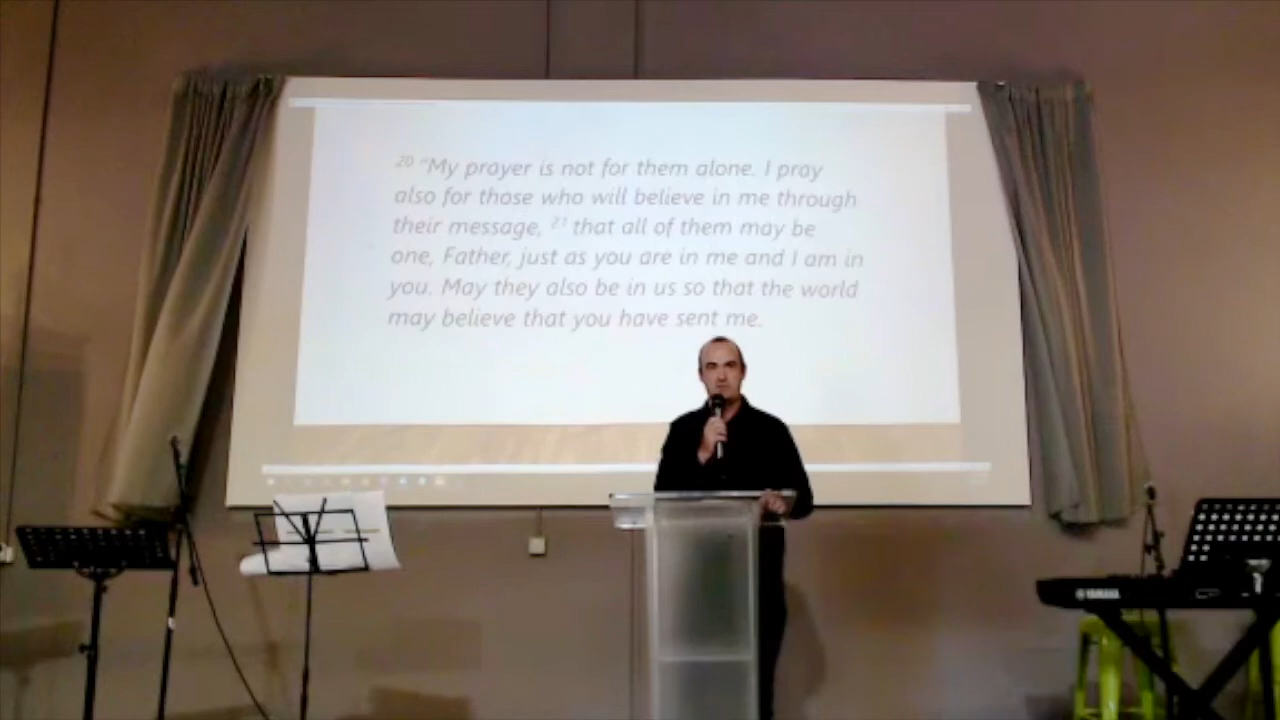 20 "My prayer is not for them alone. I pray
also for those who will believe in me through
their message, 21 that all of them may be
one, Father, just as you are in me and I am in
you. May they also be in us so that the world
may believe that you have sent me.
YAMAHA